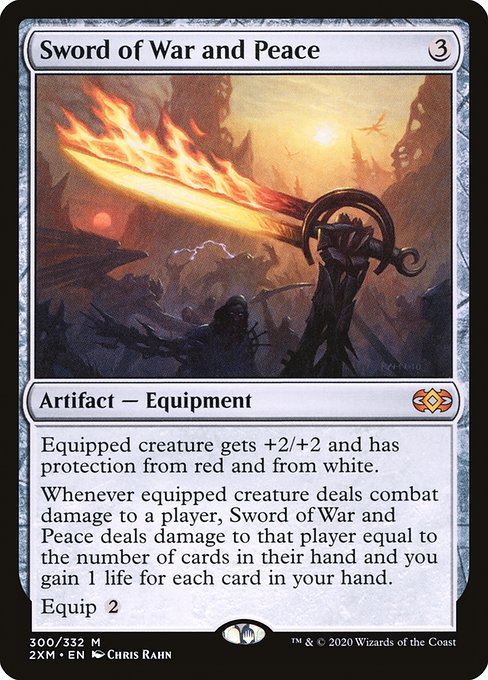 Sword of War and Peace 3
Artifact — Equipment
Equipped creature gets +2/+2 and has
protection from red and from white.
Whenever equipped creature deals combat
damage to a player, Sword of War and
Peace deals damage to that player equal to
the number of cards in their hand and you
gain 1 life for each card in your hand.
Equip 2
300/332 M
2XM • EN Chris Rahn
™ & © 2020 Wizards of the Coast